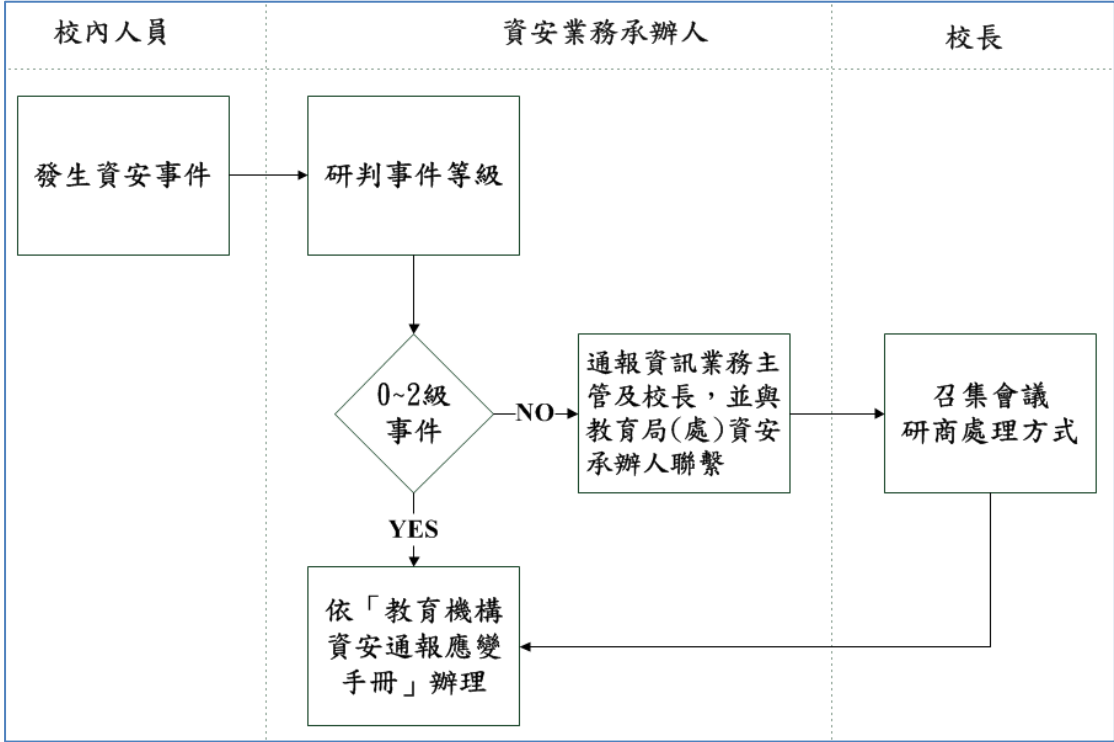 校內人員
資安業務承辦人
校長
發生資安事件
研判事件等級
0~2級
事件
NO
通報資訊業務主
管及校長，並與
教育局(處)資安
承辦人聯繫
召集會議
研商處理方式
YES
依「教育機構
資安通報應變
手冊」辦理